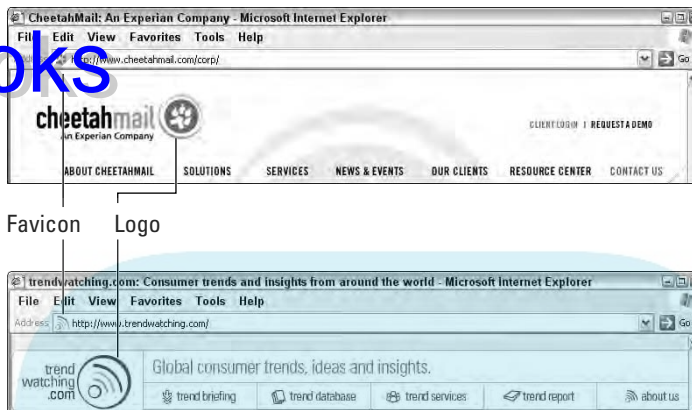 CheetahMail: An Experian Company - Microsoft Internet Explorer
File Edit View Favorites Tools Help
http://www.cheetahmail.com/corp/ Go
oks
cheetahmail
An Experian Company
CLIENT LOGIN | REQUEST A DEMO
ABOUT CHEETAHMAIL SOLUTIONS SERVICES NEWS & EVENTS OUR CLIENTS RESOURCE CENTER CONTACT US
Favicon Logo
trendwatching.com: Consumer trends and insights from around the world - Microsoft Internet Explorer
File Edit View Favorites Tools Help
Address http://www.trendwatching.com/ Go
trend
watching
.com
Global consumer trends, ideas and insights.
trend briefing trend database trend services trend report about us